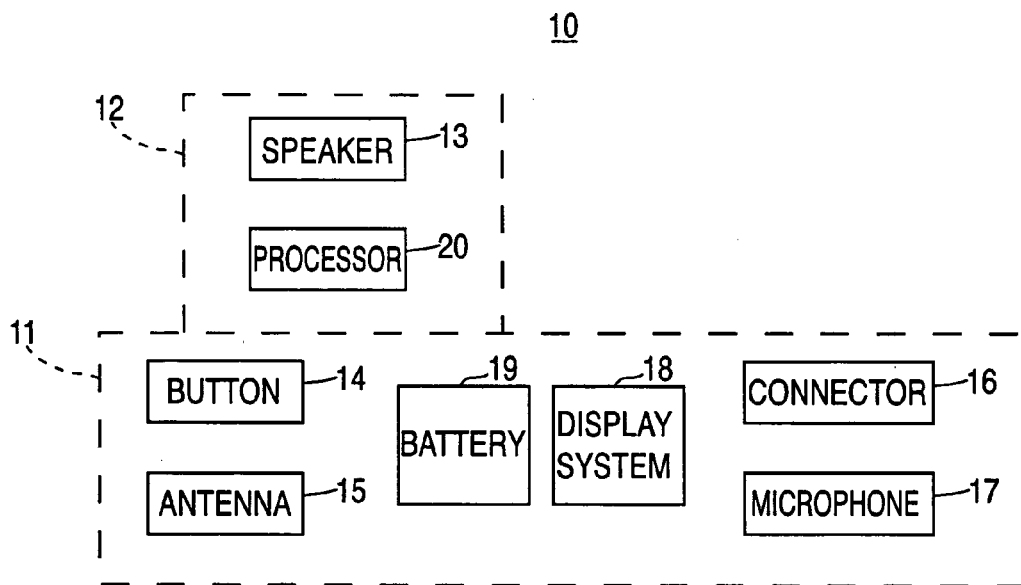 10
12
SPEAKER
13
PROCESSOR
20
11
BUTTON
14
19
18
CONNECTOR
16
BATTERY
DISPLAY
SYSTEM
ANTENNA
15
MICROPHONE
17